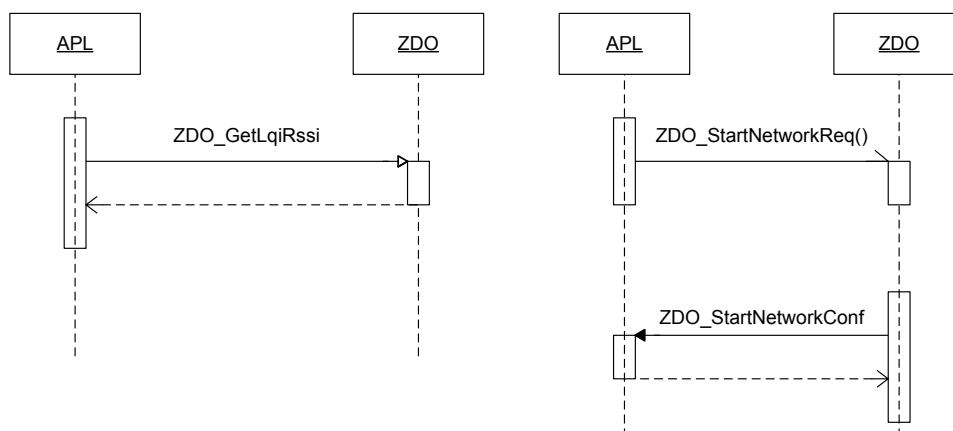 APL
ZDO
APL
ZDO
ZDO_GetLqiRssi
ZDO_StartNetworkReq()
ZDO_StartNetworkConf